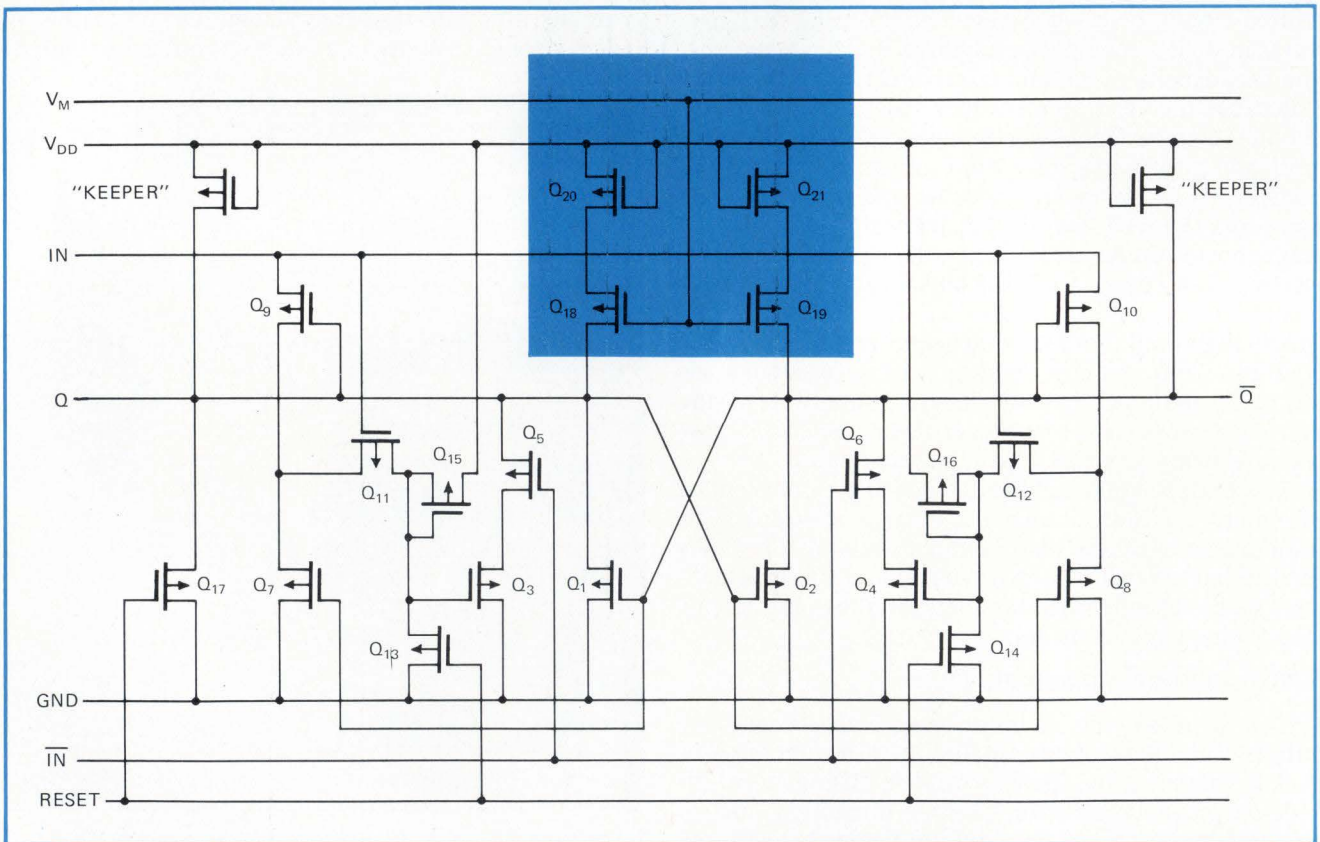 V_M
V_DD
"KEEPER"
Q_20
Q_21
"KEEPER"
IN
Q_9
Q_18
Q_19
Q_10
Q
Q̅
Q_5
Q_6
Q_15
Q_16
Q_11
Q_12
Q_17
Q_7
Q_3
Q_1
Q_2
Q_4
Q_8
Q_13
Q_14
GND
I̅N̅
RESET